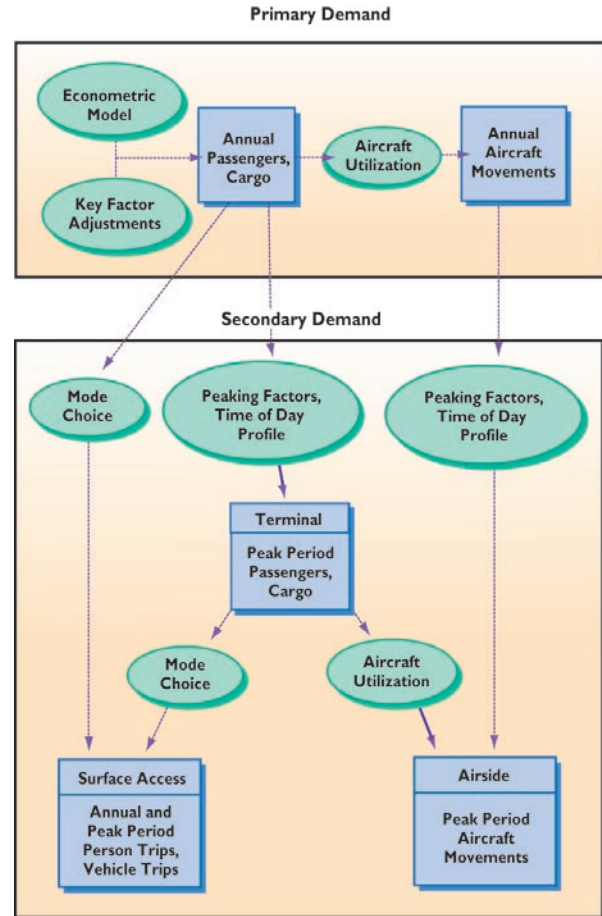 Primary Demand
Econometric
Model
Key Factor
Adjustments
Annual
Passengers,
Cargo
Aircraft
Utilization
Annual
Aircraft
Movements
Secondary Demand
Mode
Choice
Peaking Factors,
Time of Day
Profile
Peaking Factors,
Time of Day
Profile
Terminal
Peak Period
Passengers,
Cargo
Mode
Choice
Aircraft
Utilization
Surface Access
Annual and
Peak Period
Person Trips,
Vehicle Trips
Airside
Peak Period
Aircraft
Movements